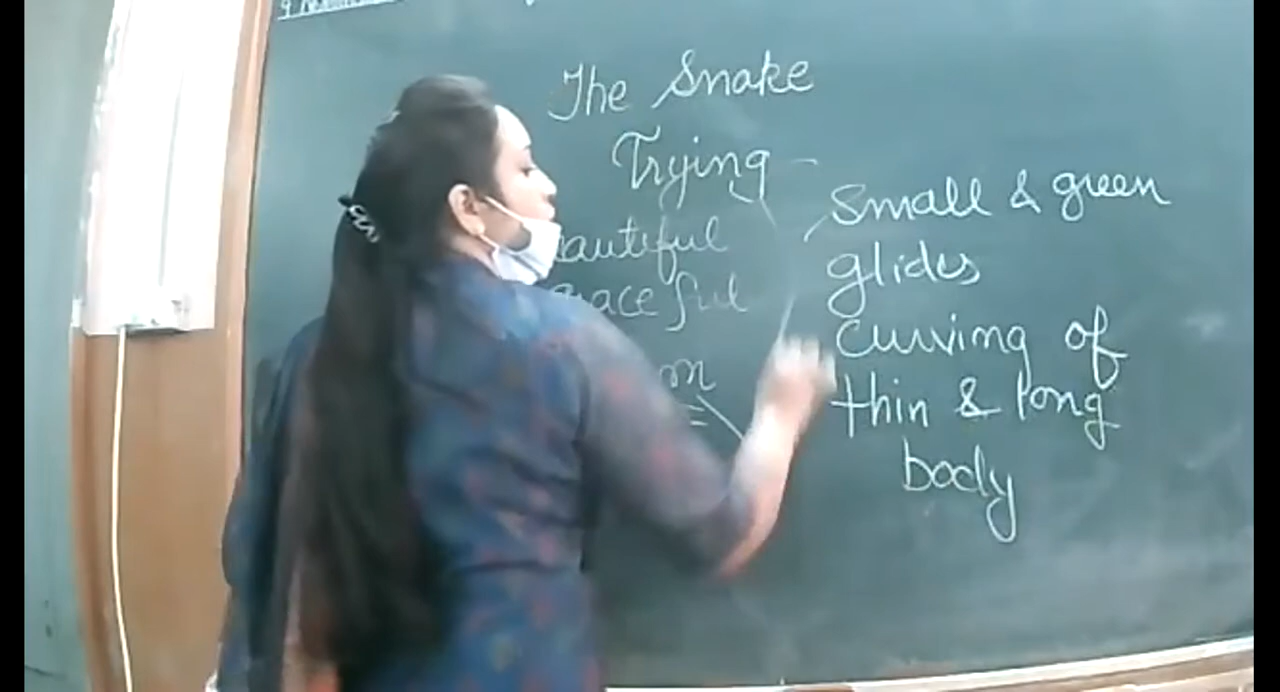 The Snake
Trying
autiful
aceful
m
Small & green
glides
curving of
thin & long
body